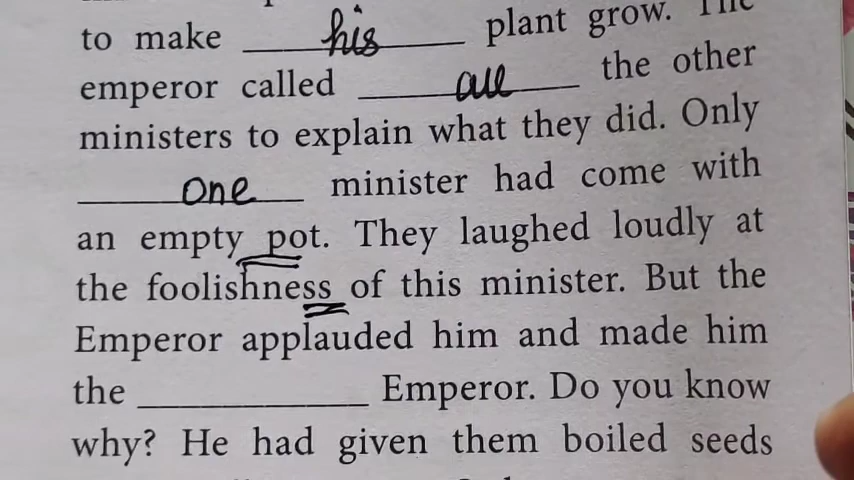 to make his plant grow. The
emperor called all the other
ministers to explain what they did. Only
one minister had come with
an empty pot. They laughed loudly at
the foolishness of this minister. But the
Emperor applauded him and made him
the __________ Emperor. Do you know
why? He had given them boiled seeds